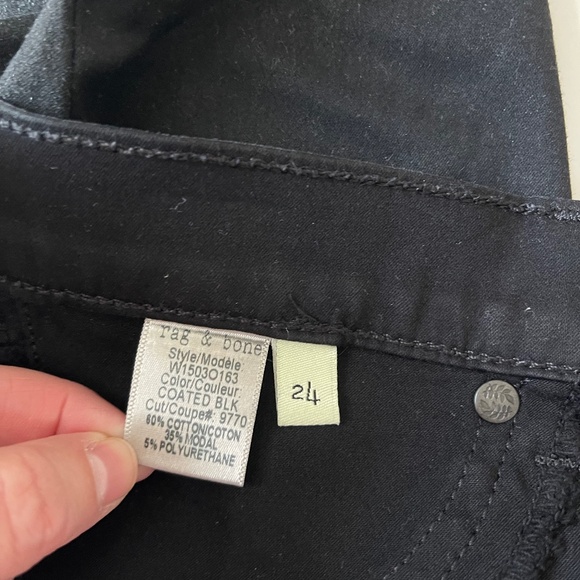 rag & bone
Style/Modèle
W1503O163
Color/Couleur:
COATED BLK
Cut/Coupe#: 9770
60% COTTON/COTON
35% MODAL
5% POLYURETHANE
24